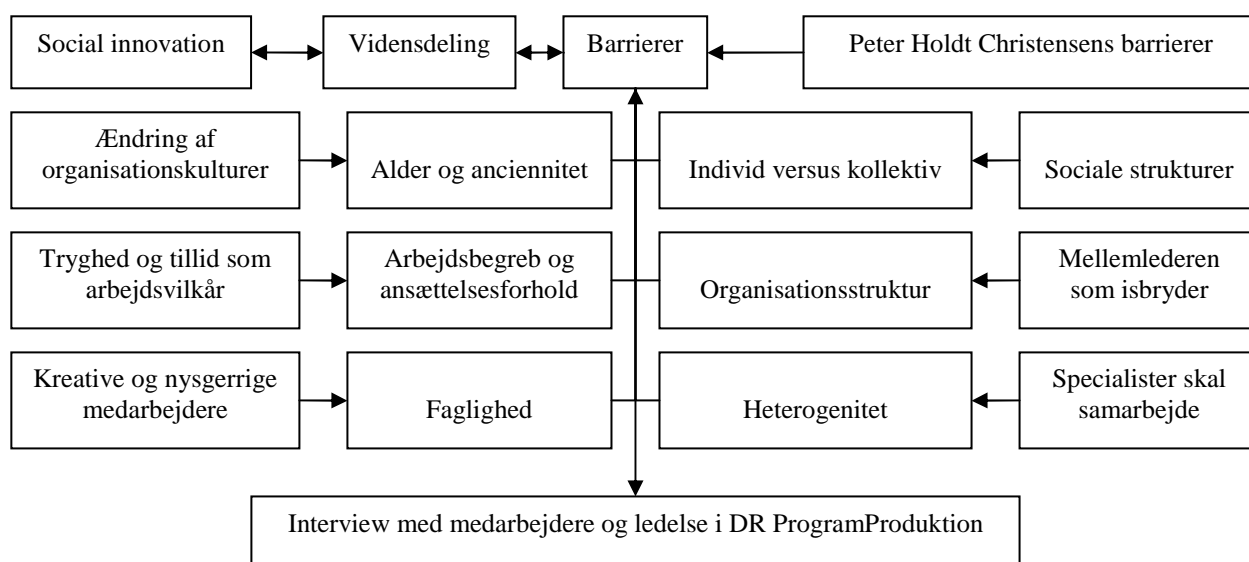 Social innovation
Vidensdeling
Barrierer
Peter Holdt Christensens barrierer
Ændring af
organisationskulturer
Alder og anciennitet
Individ versus kollektiv
Sociale strukturer
Tryghed og tillid som
arbejdsvilkår
Arbejdsbegreb og
ansættelsesforhold
Organisationsstruktur
Mellemlederen
som isbryder
Kreative og nysgerrige
medarbejdere
Faglighed
Heterogenitet
Specialister skal
samarbejde
Interview med medarbejdere og ledelse i DR ProgramProduktion